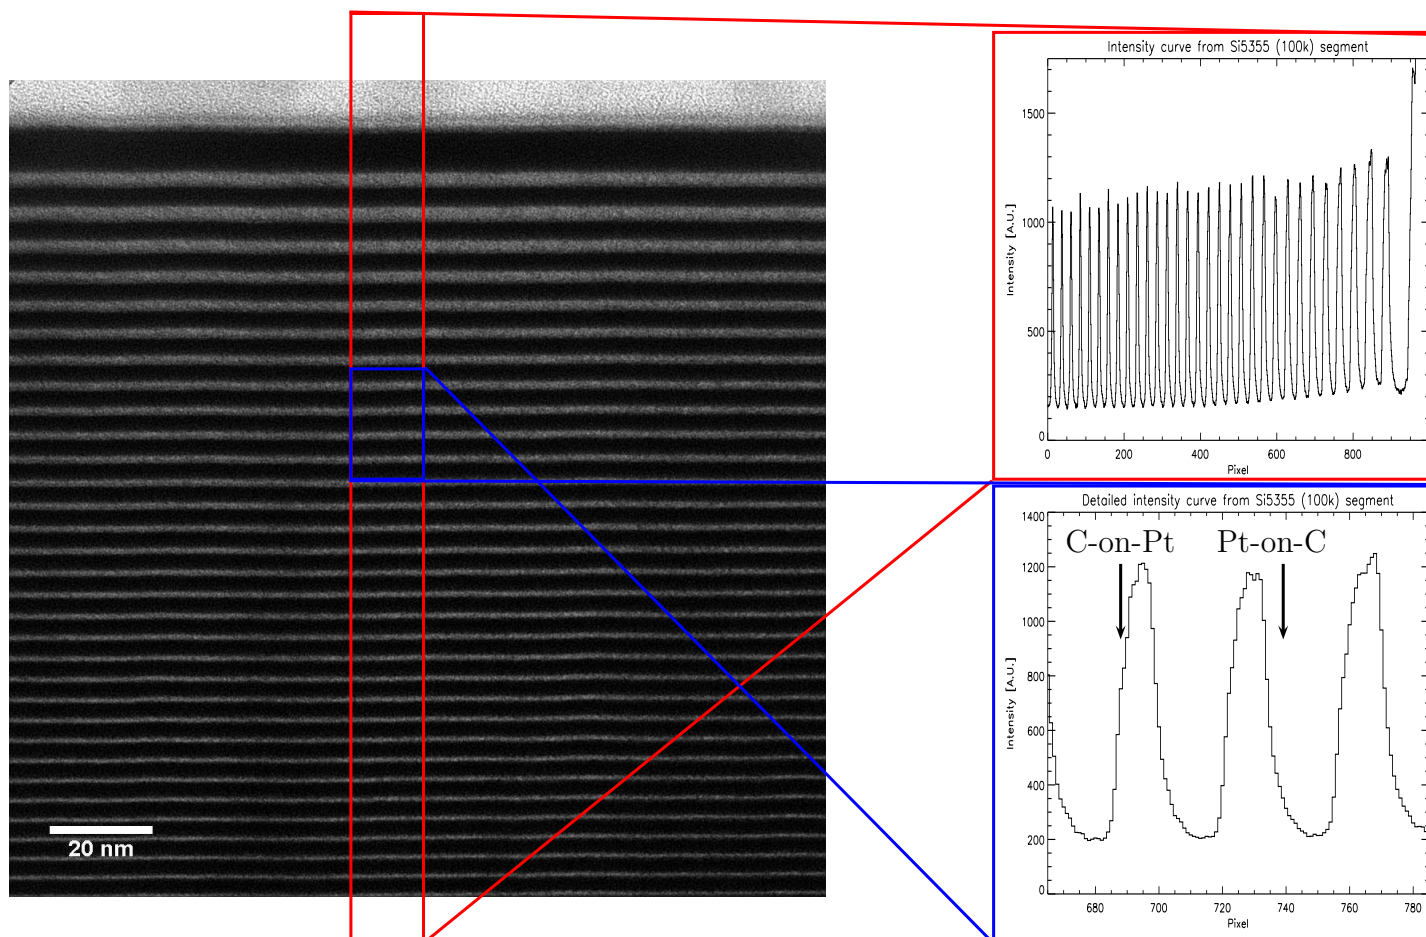 Intensity curve from Si5355 (100k) segment
1500
1000
500
0
Intensity [A.U.]
0 200 400 600 800
Pixel
20 nm
Detailed intensity curve from Si5355 (100k) segment
1400
C-on-Pt Pt-on-C
1200
1000
800
600
400
200
0
Intensity [A.U.]
680 700 720 740 760 780
Pixel